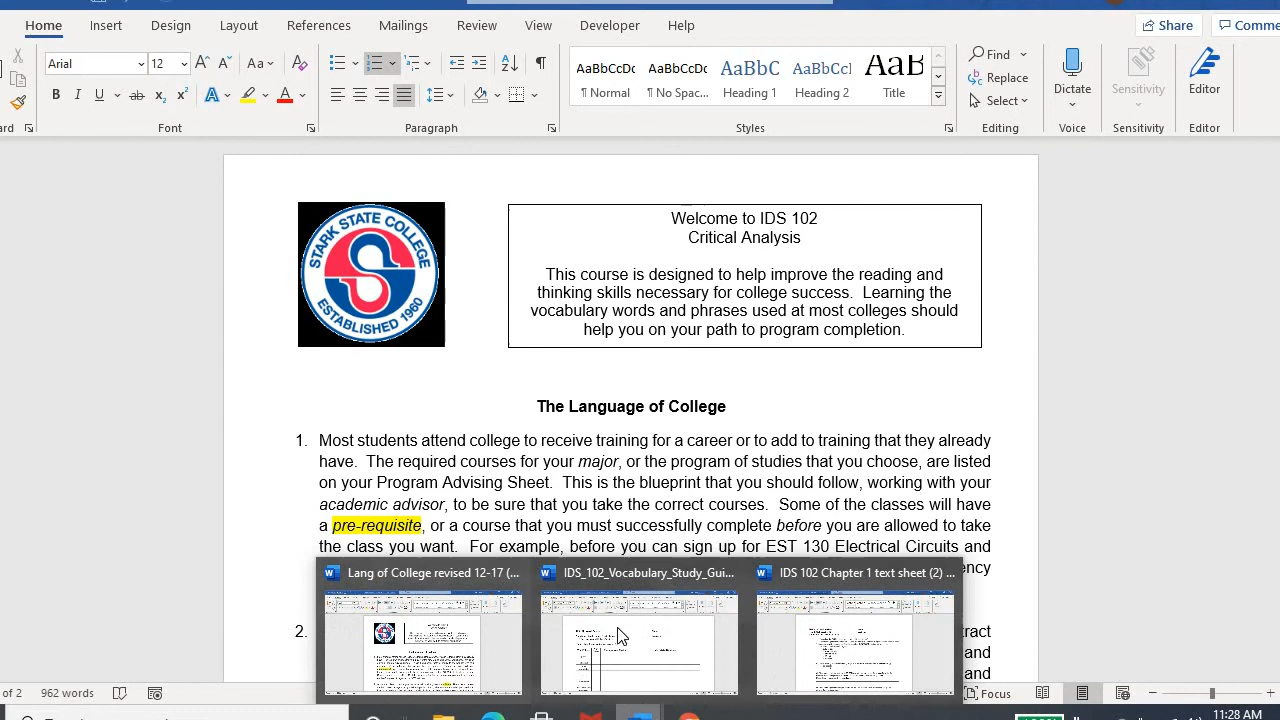 Home Insert Design Layout References Mailings Review View Developer Help Share Comme
Arial 12 Aa AaBbCcDc AaBbCcDc AaBbC AaBbCcI AaB Find
B I U ab x₂ x² A A ¶ Normal ¶ No Spac... Heading 1 Heading 2 Title Replace
Select Dictate Sensitivity Editor
ard Font Paragraph Styles Editing Voice Sensitivity Editor
STARK STATE COLLEGE
ESTABLISHED 1960
Welcome to IDS 102
Critical Analysis
This course is designed to help improve the reading and
thinking skills necessary for college success. Learning the
vocabulary words and phrases used at most colleges should
help you on your path to program completion.
The Language of College
1. Most students attend college to receive training for a career or to add to training that they already
have. The required courses for your major, or the program of studies that you choose, are listed
on your Program Advising Sheet. This is the blueprint that you should follow, working with your
academic advisor, to be sure that you take the correct courses. Some of the classes will have
a pre-requisite, or a course that you must successfully complete before you are allowed to take
the class you want. For example, before you can sign up for EST 130 Electrical Circuits and
ency
Lang of College revised 12-17 (... IDS_102_Vocabulary_Study_Gui... IDS 102 Chapter 1 text sheet (2) ...
2. tract
and
and
of 2 962 words Focus
11:28 AM